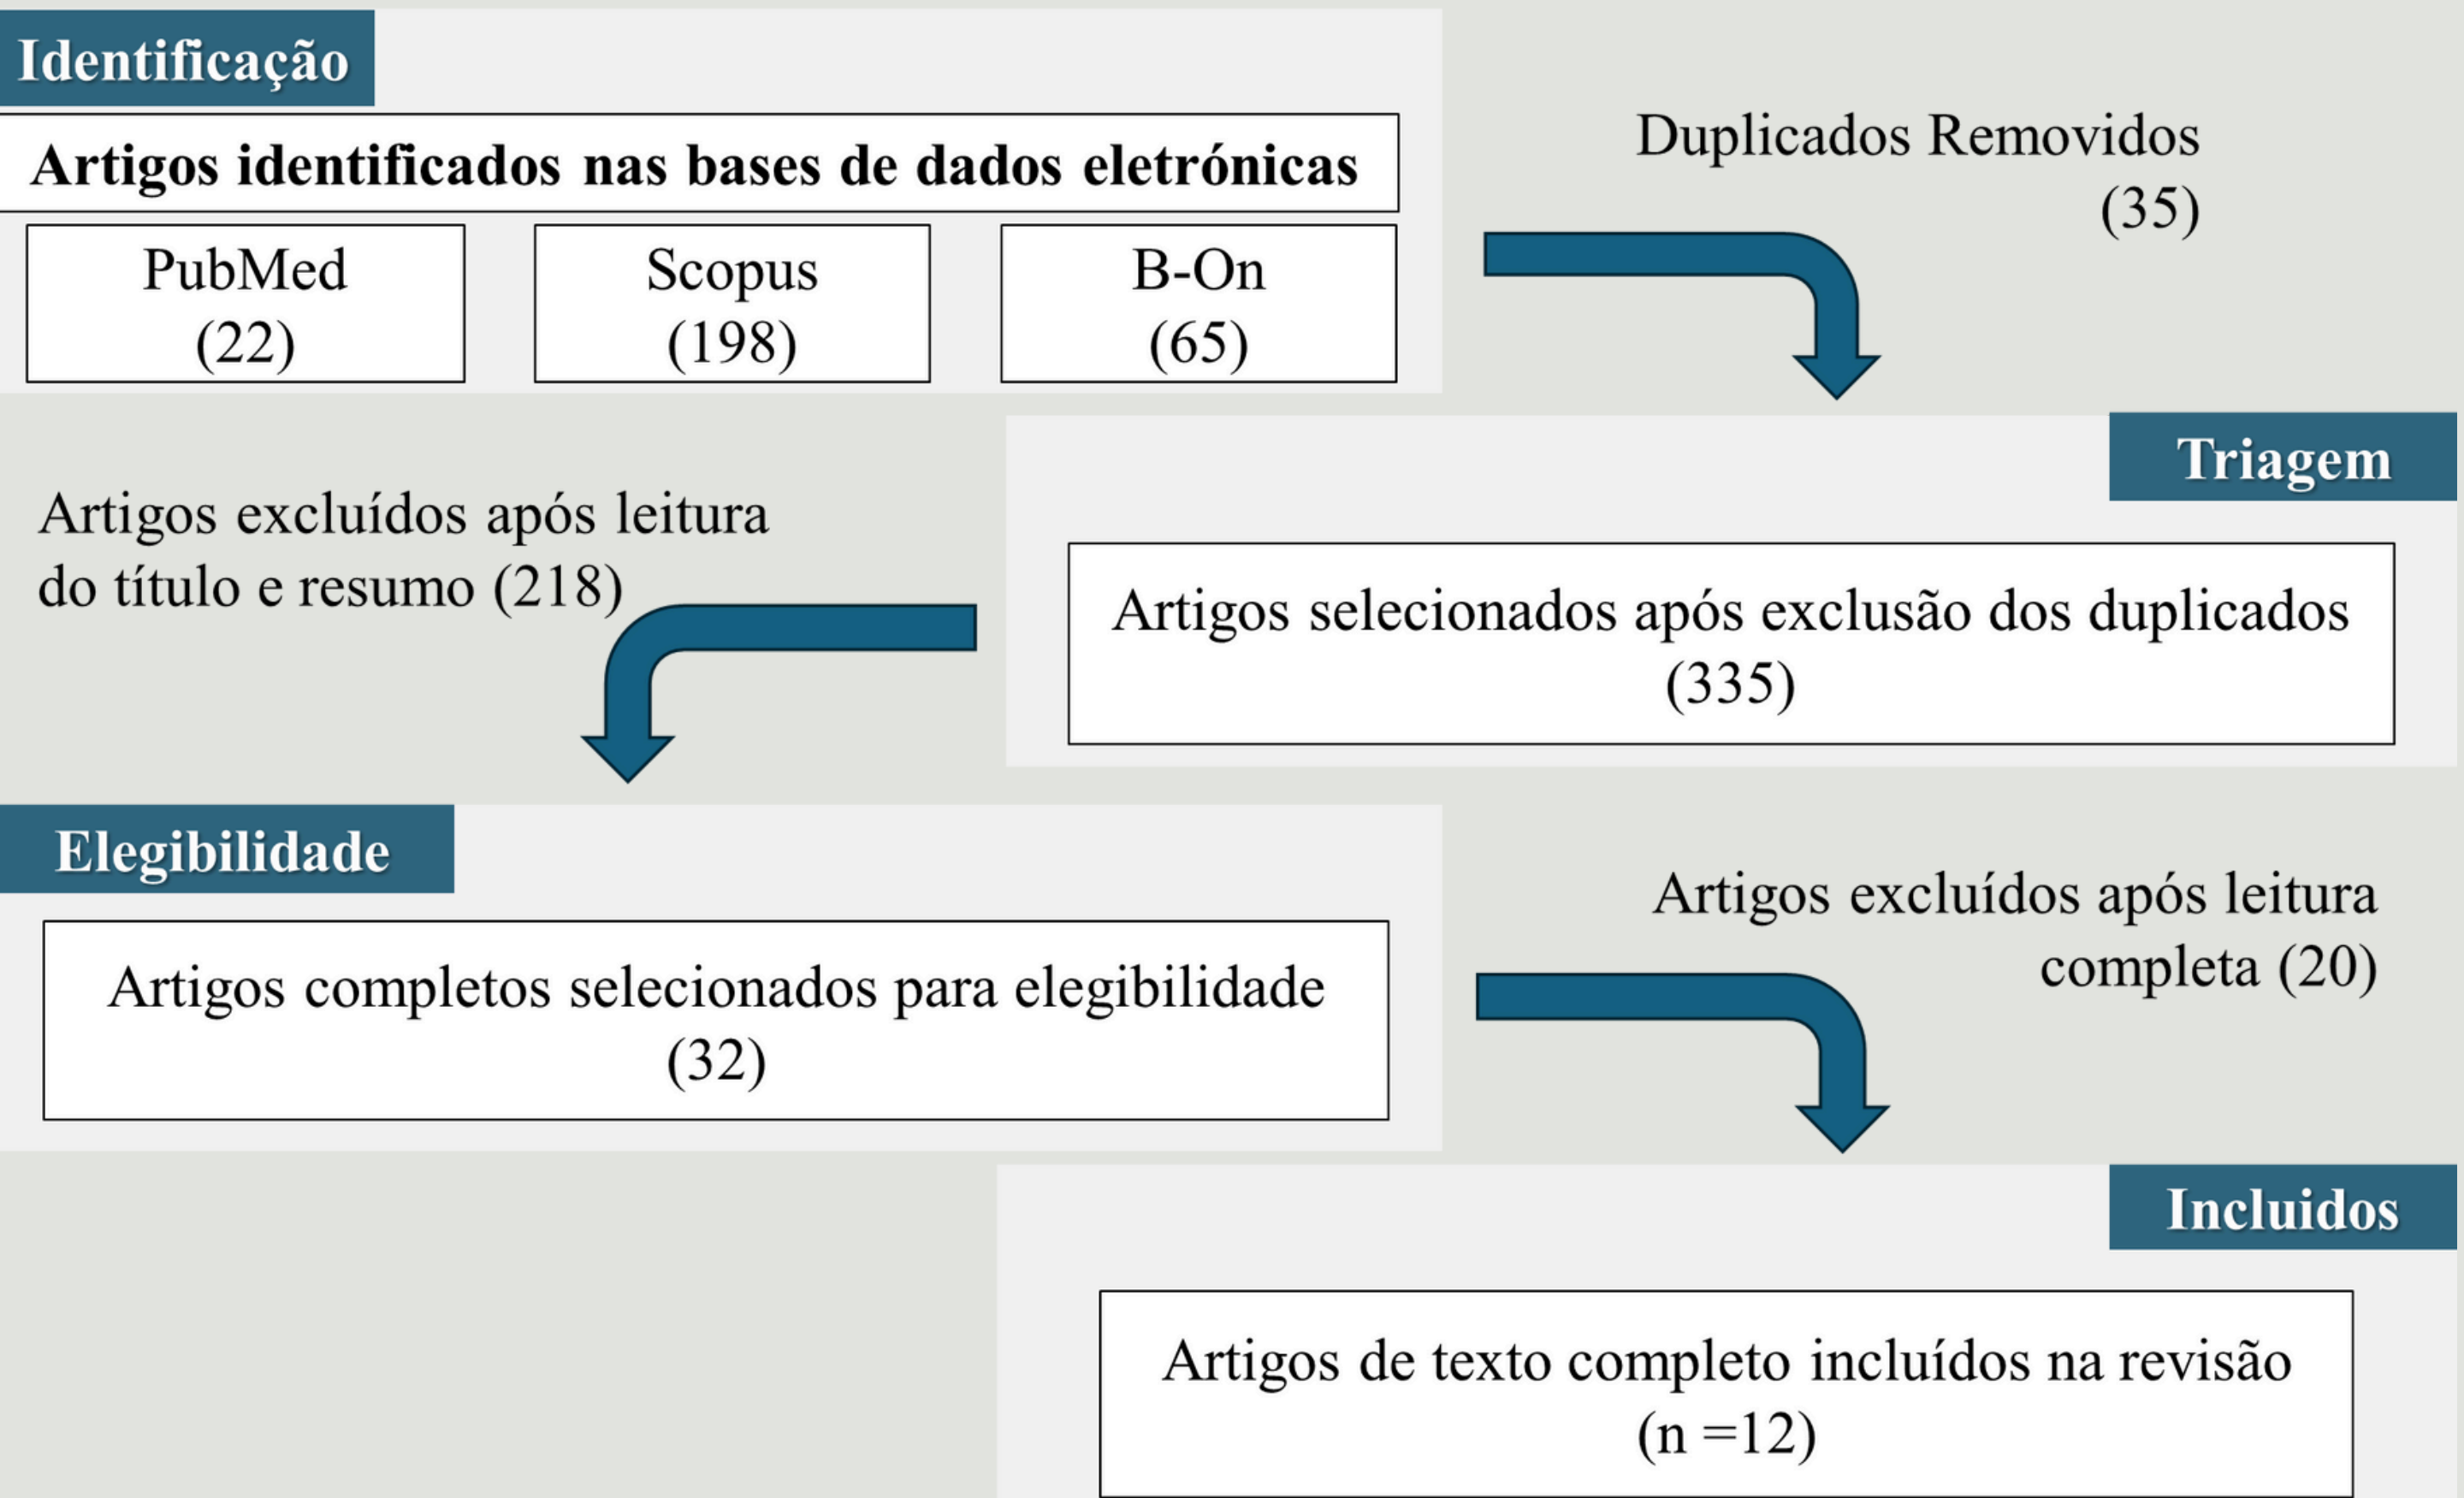 Identificação
Artigos identificados nas bases de dados eletrónicas
PubMed
(22)
Scopus
(198)
B-On
(65)
Duplicados Removidos
(35)
Triagem
Artigos selecionados após exclusão dos duplicados
(335)
Artigos excluídos após leitura
do título e resumo (218)
Elegibilidade
Artigos completos selecionados para elegibilidade
(32)
Artigos excluídos após leitura
completa (20)
Incluidos
Artigos de texto completo incluídos na revisão
(n =12)